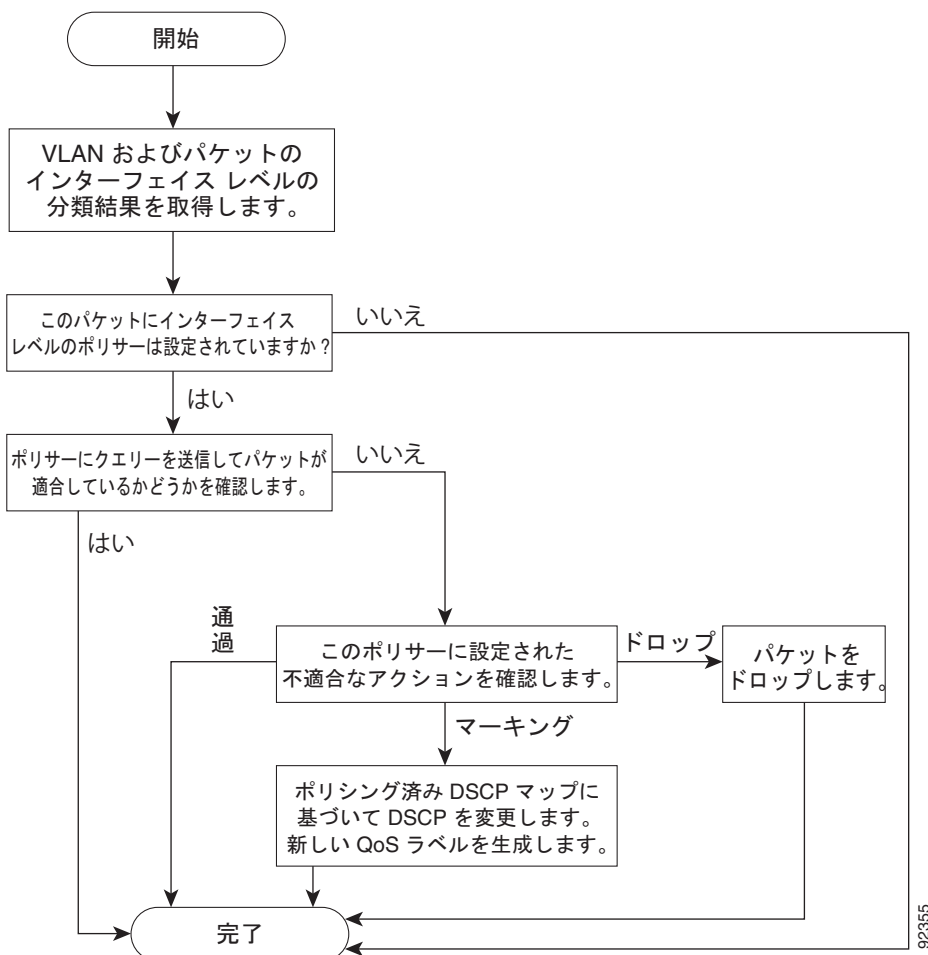 開始
VLAN およびパケットの
インターフェイス レベルの
分類結果を取得します。
このパケットにインターフェイス
レベルのポリサーは設定されていますか？
いいえ
はい
ポリサーにクエリーを送信してパケットが
適合しているかどうかを確認します。
いいえ
はい
通
過
このポリサーに設定された
不適合なアクションを確認します。
ドロップ
パケットを
ドロップします。
マーキング
ポリシング済み DSCP マップに
基づいて DSCP を変更します。
新しい QoS ラベルを生成します。
完了
92355